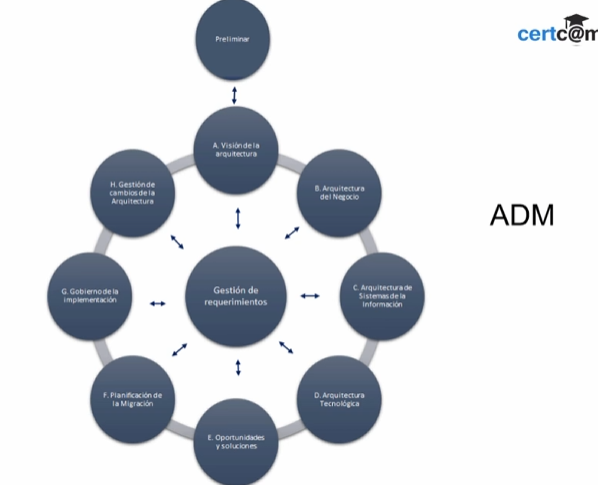 Preliminar
certc@m
A. Visión de la
arquitectura
H. Gestión de
cambios de la
Arquitectura
B. Arquitectura
del Negocio
ADM
G. Gobierno de la
implementación
Gestión de
requerimientos
C. Arquitectura de
Sistemas de la
Información
F. Planificación de
la Migración
D. Arquitectura
Tecnológica
E. Oportunidades
y soluciones